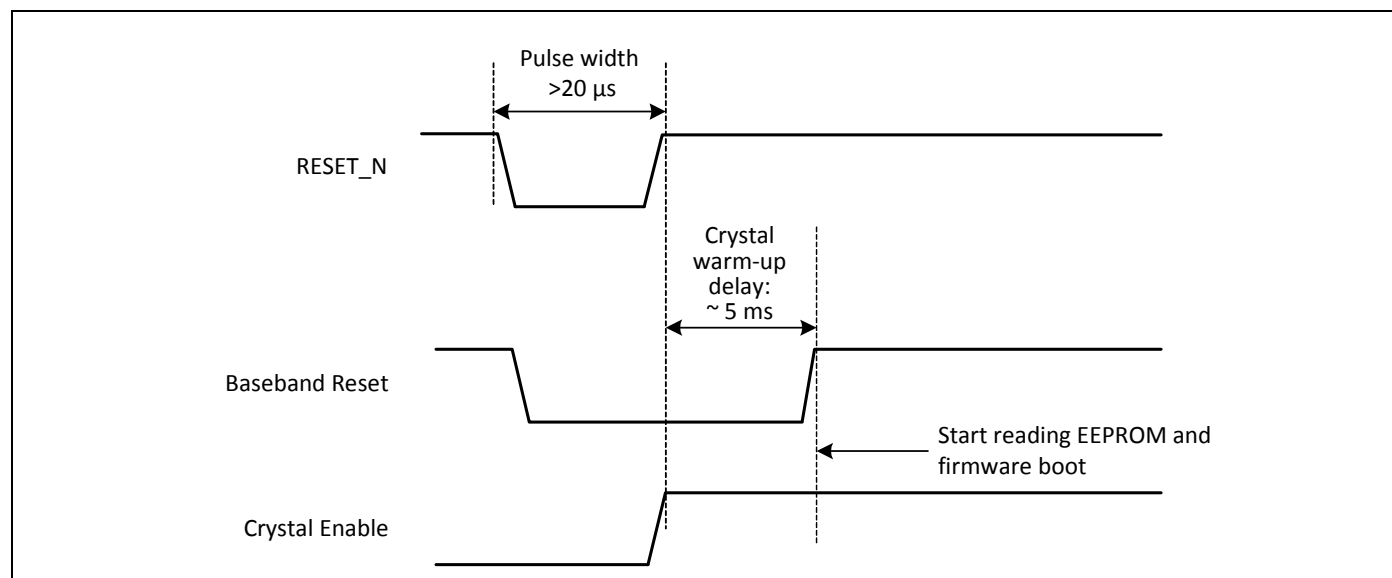 Pulse width
>20 µs
RESET_N
Crystal
warm-up
delay:
~ 5 ms
Baseband Reset
Start reading EEPROM and
firmware boot
Crystal Enable